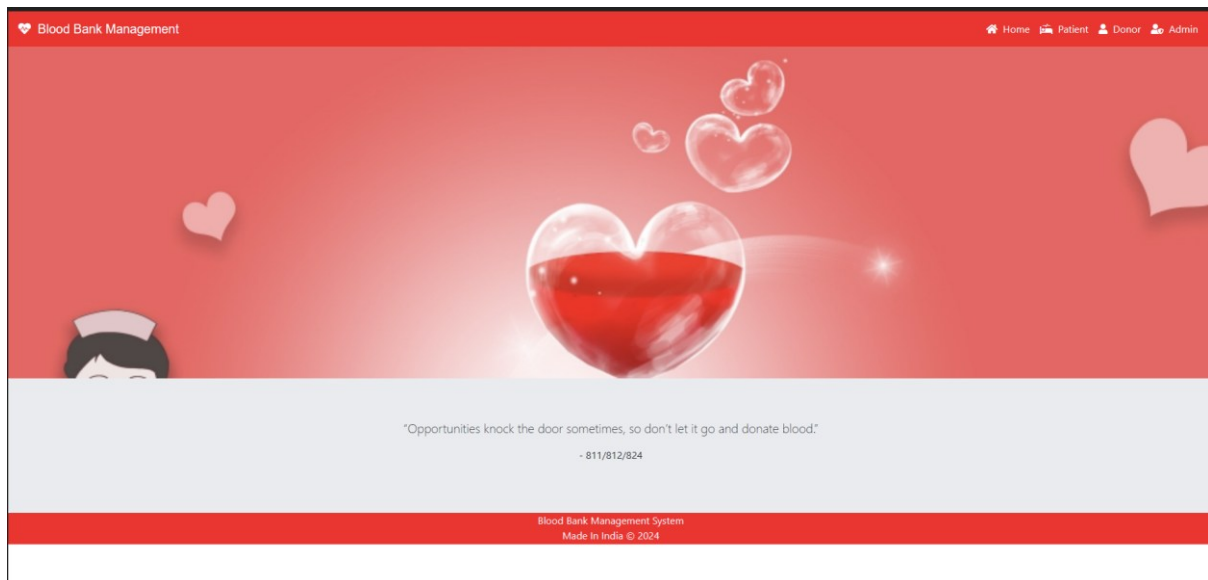 Blood Bank Management
Home Patient Donor Admin
“Opportunities knock the door sometimes, so don't let it go and donate blood.”
- 811/812/824
Blood Bank Management System
Made In India © 2024